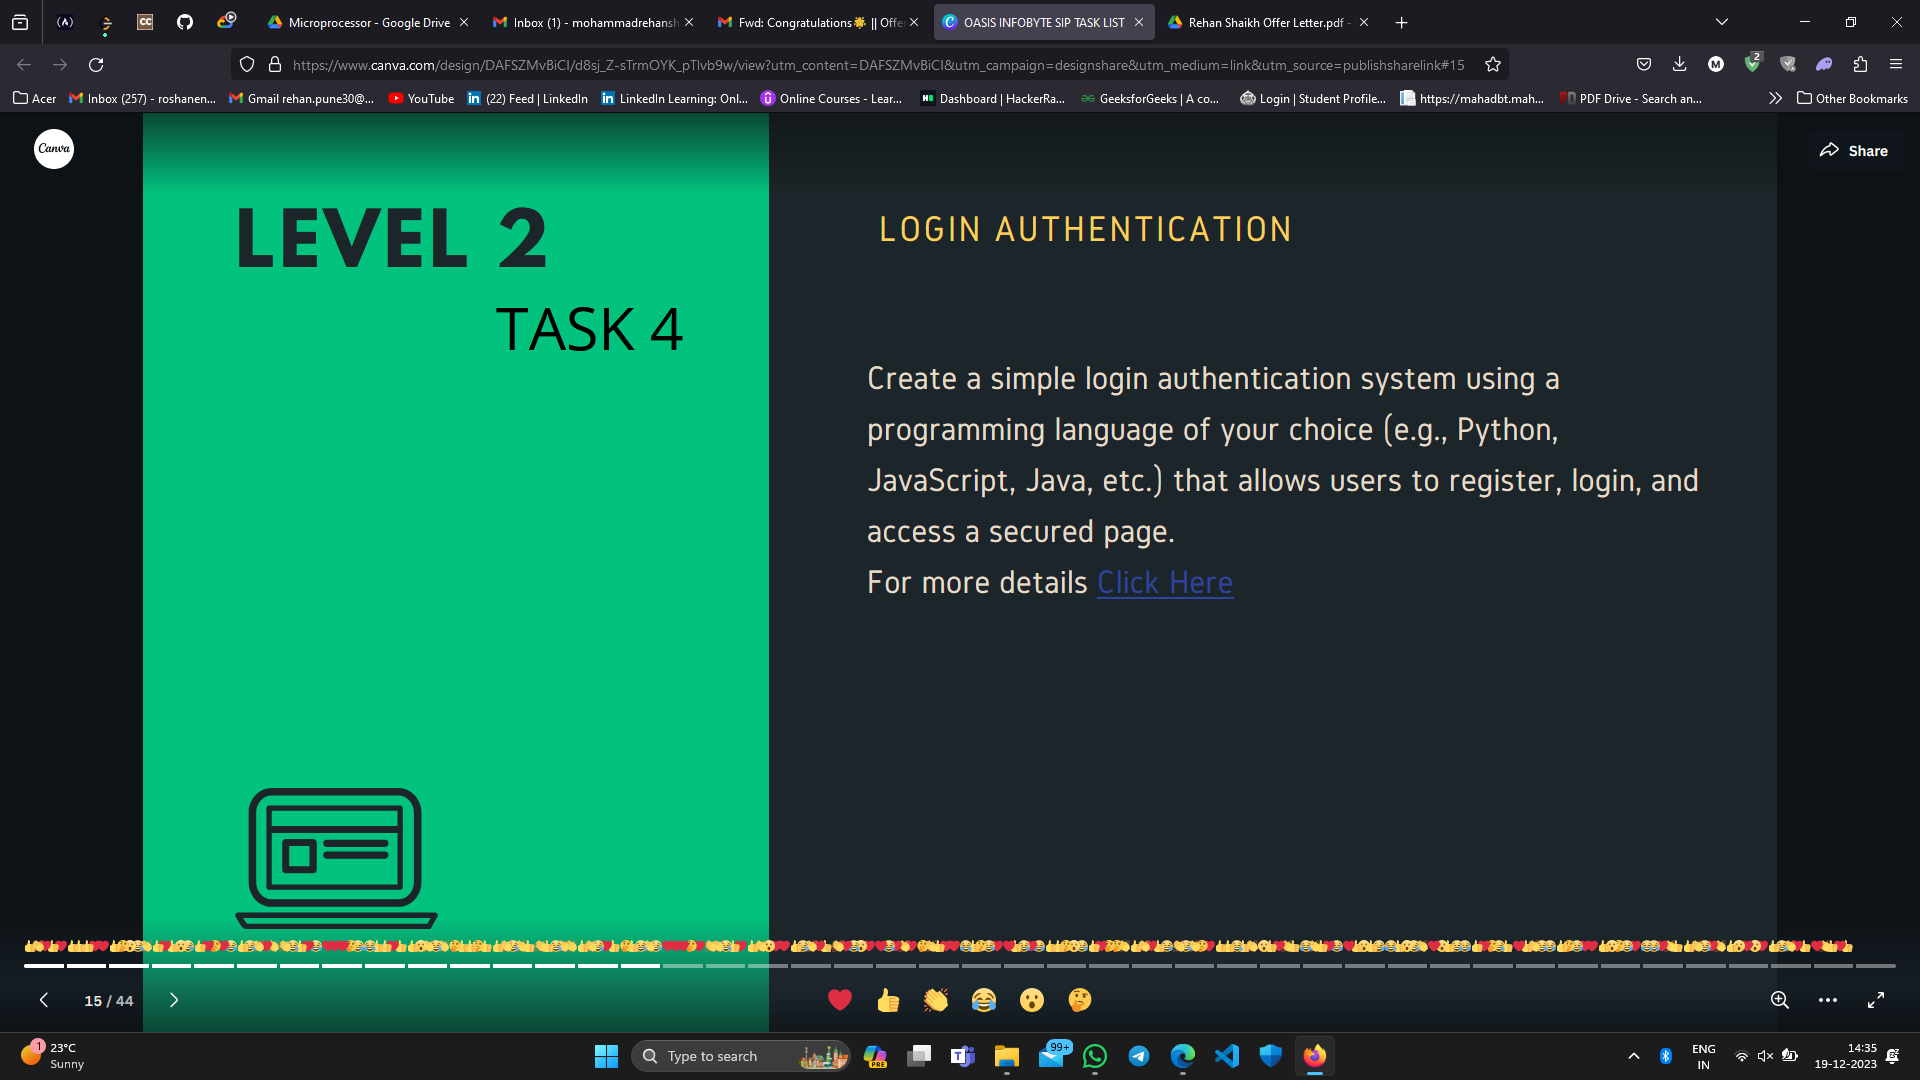 Microprocessor - Google Drive
Inbox (1) - mohammadrehansh
Fwd: Congratulations🌟 || Offer
OASIS INFOBYTE SIP TASK LIST
Rehan Shaikh Offer Letter.pdf -
https://www.canva.com/design/DAFSZMvBiCI/d8sj_Z-sTrmOYK_pTlvb9w/view?utm_content=DAFSZMvBiCI&utm_campaign=designshare&utm_medium=link&utm_source=publishsharelink#15
2
Acer
Inbox (257) - roshanen...
Gmail rehan.pune30@...
YouTube
(22) Feed | LinkedIn
LinkedIn Learning: Onl...
Online Courses - Lear...
Dashboard | HackerRa...
GeeksforGeeks | A co...
Login | Student Profile...
https://mahadbt.mah...
PDF Drive - Search an...
Other Bookmarks
Canva
Share
LEVEL 2
TASK 4
LOGIN AUTHENTICATION
Create a simple login authentication system using a
programming language of your choice (e.g., Python,
JavaScript, Java, etc.) that allows users to register, login, and
access a secured page.
For more details Click Here
15 / 44
1
23°C
Sunny
Type to search
PRE
99+
ENG
IN
14:35
19-12-2023